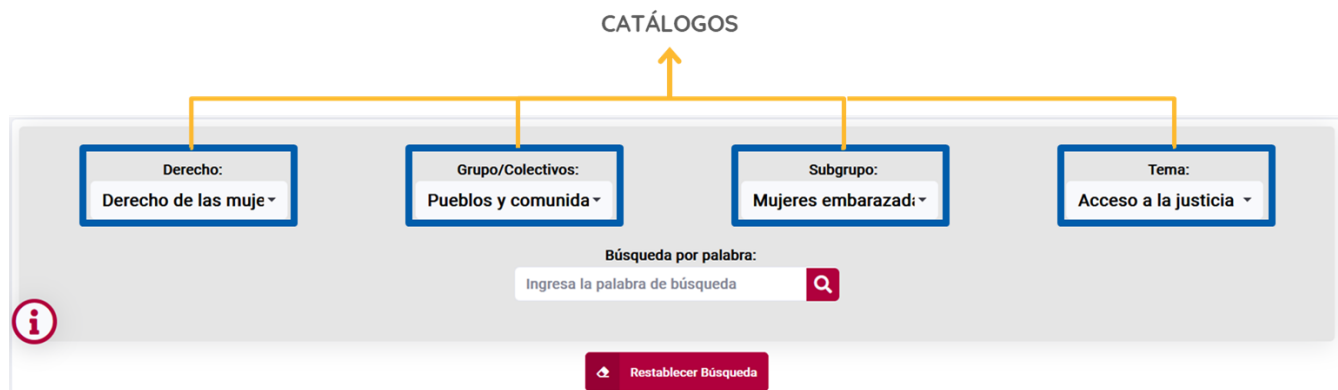 CATÁLOGOS
Derecho:
Derecho de las muje
Grupo/Colectivos:
Pueblos y comunida
Subgrupo:
Mujeres embarazad
Tema:
Acceso a la justicia
Búsqueda por palabra:
Ingresa la palabra de búsqueda
Restablecer Búsqueda